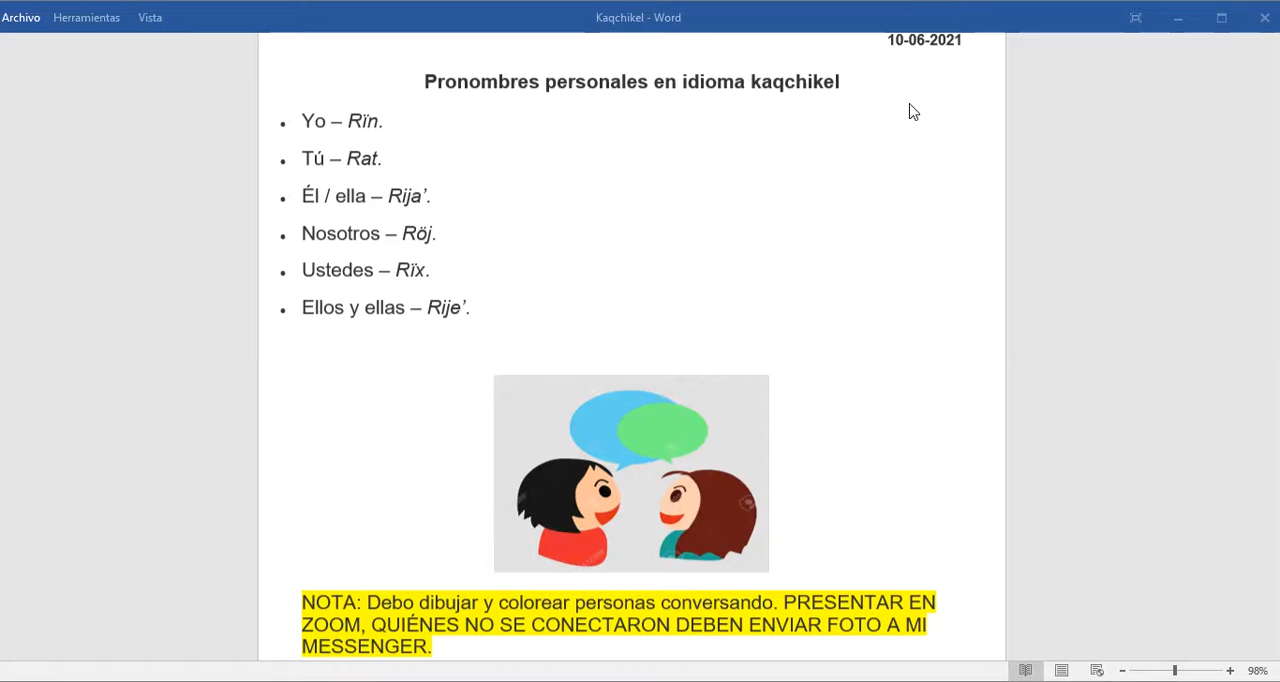 Archivo Herramientas Vista Kaqchikel - Word
10-06-2021
Pronombres personales en idioma kaqchikel
• Yo – Rïn.
• Tú – Rat.
• Él / ella – Rija’.
• Nosotros – Röj.
• Ustedes – Rïx.
• Ellos y ellas – Rije’.
NOTA: Debo dibujar y colorear personas conversando. PRESENTAR EN
ZOOM, QUIÉNES NO SE CONECTARON DEBEN ENVIAR FOTO A MI
MESSENGER.
98%